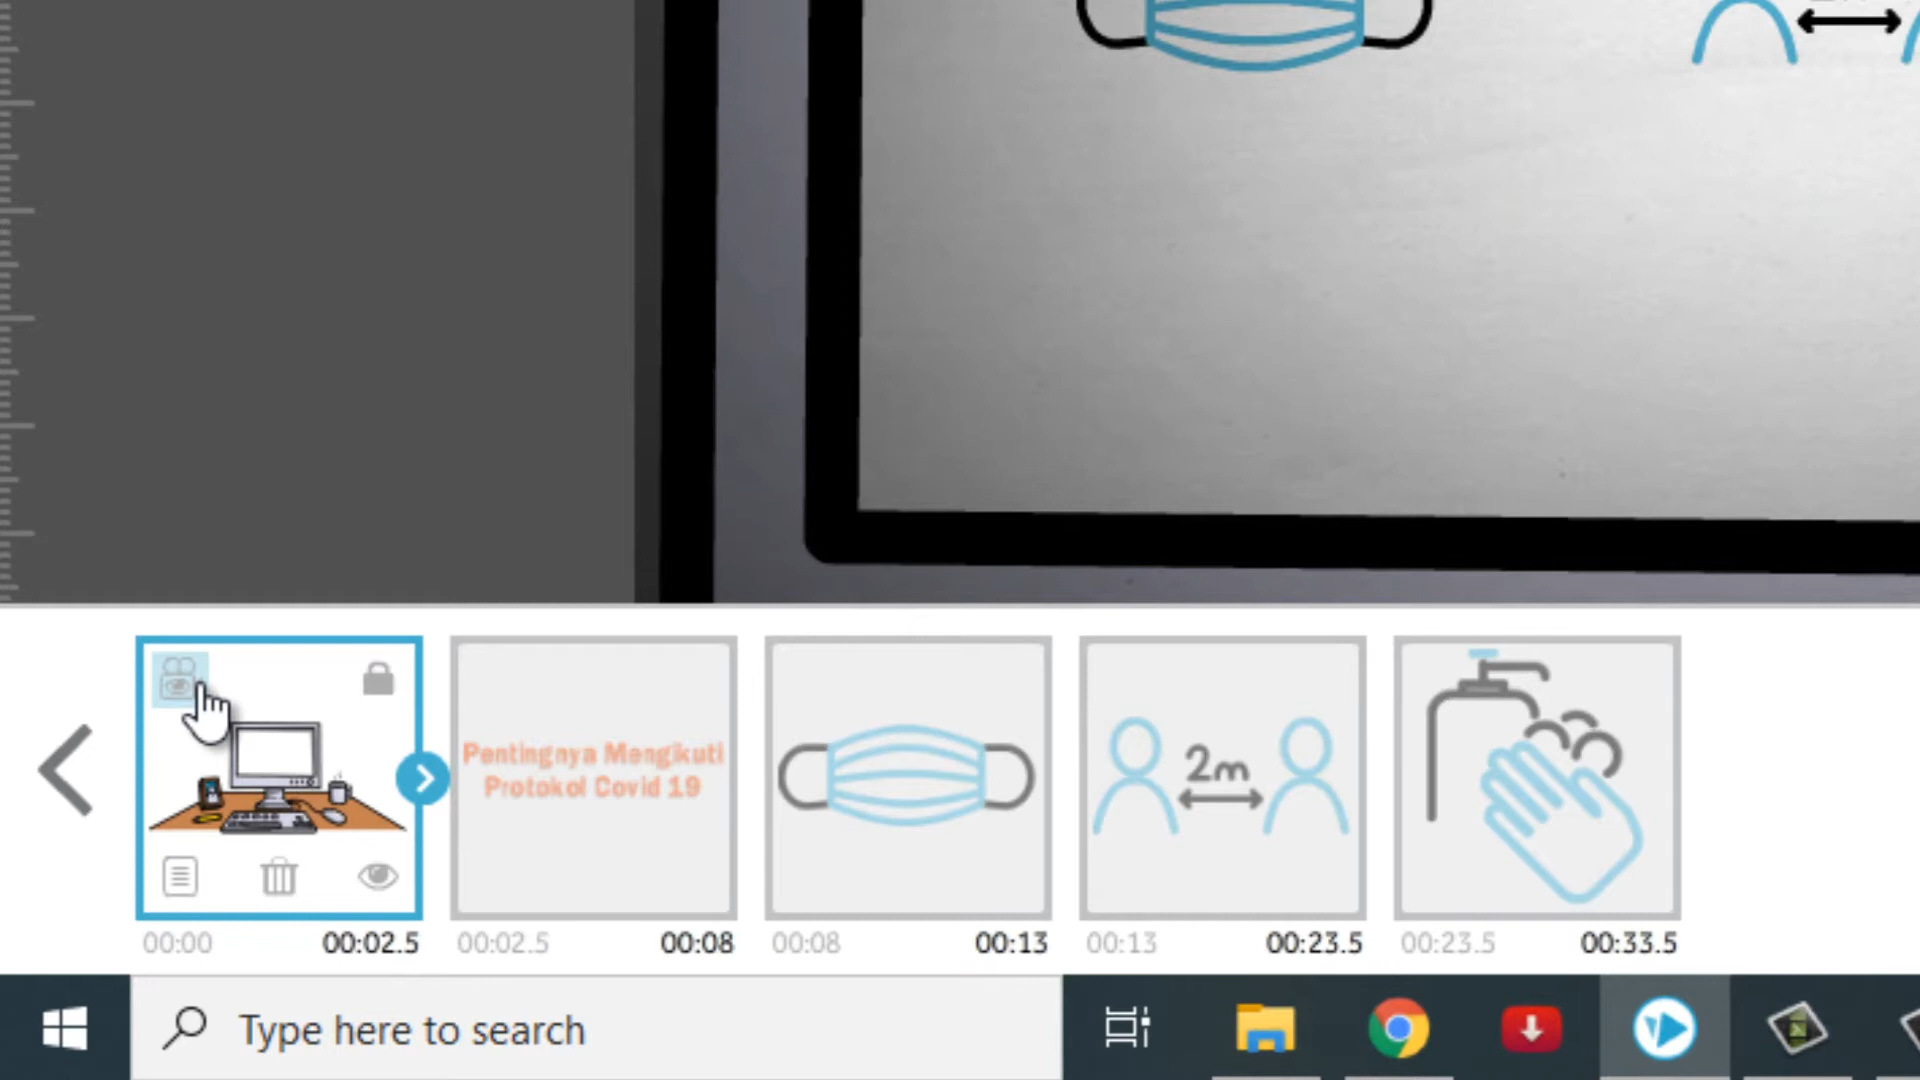 Pentingnya Mengikuti
Protokol Covid 19
2m
00:00 00:02.5 00:02.5 00:08 00:08 00:13 00:13 00:23.5 00:23.5 00:33.5
Type here to search